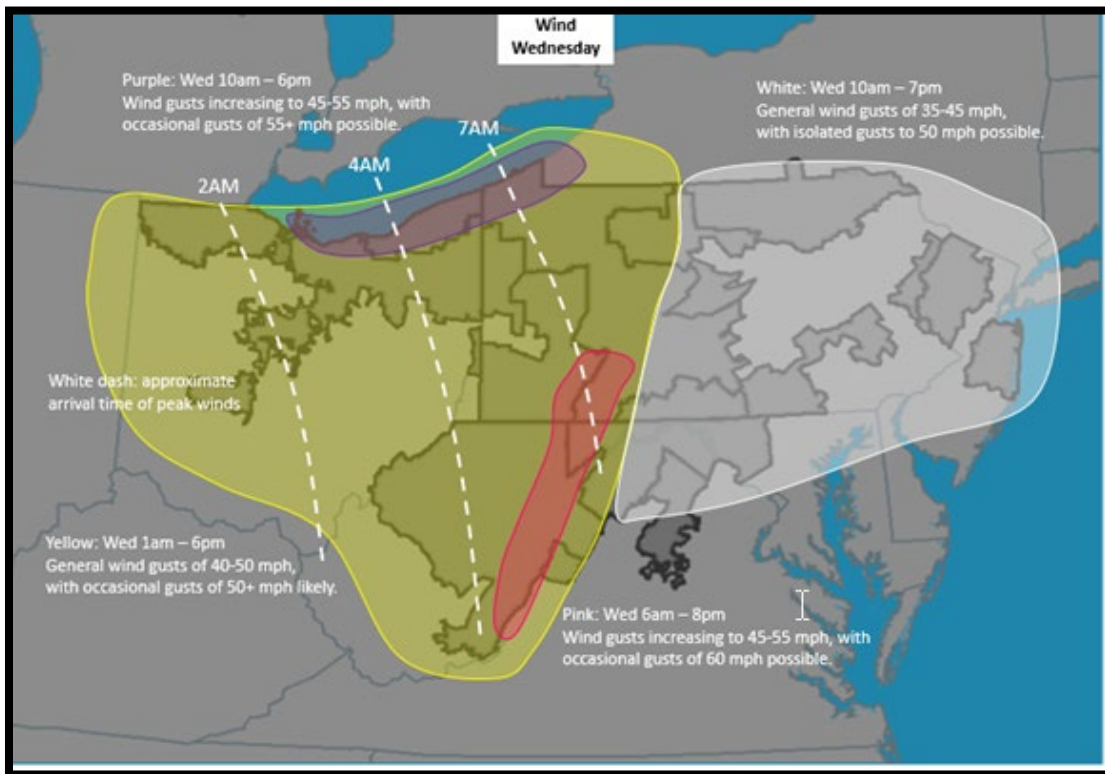 Wind
Wednesday
Purple: Wed 10am – 6pm
Wind gusts increasing to 45-55 mph, with
occasional gusts of 55+ mph possible.
White: Wed 10am – 7pm
General wind gusts of 35-45 mph,
with isolated gusts to 50 mph possible.
7AM
4AM
2AM
White dash: approximate
arrival time of peak winds
Yellow: Wed 1am – 6pm
General wind gusts of 40-50 mph,
with occasional gusts of 50+ mph likely.
Pink: Wed 6am – 8pm
Wind gusts increasing to 45-55 mph, with
occasional gusts of 60 mph possible.